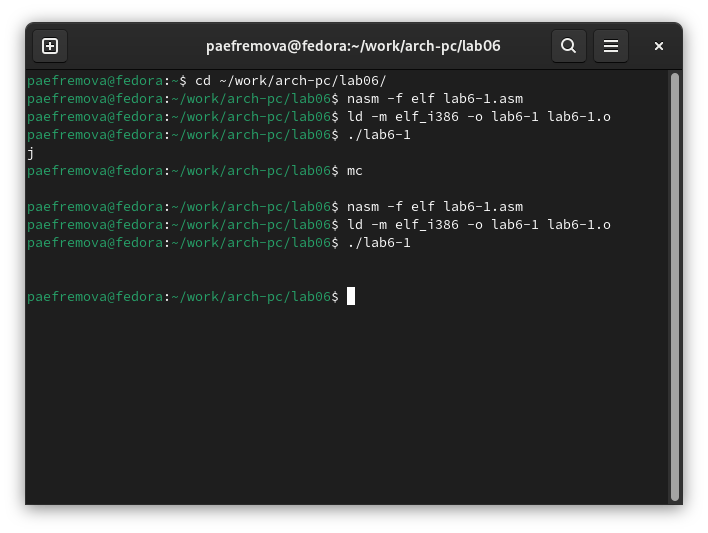 paefremova@fedora:~/work/arch-pc/lab06
paefremova@fedora:~$ cd ~/work/arch-pc/lab06/
paefremova@fedora:~/work/arch-pc/lab06$ nasm -f elf lab6-1.asm
paefremova@fedora:~/work/arch-pc/lab06$ ld -m elf_i386 -o lab6-1 lab6-1.o
paefremova@fedora:~/work/arch-pc/lab06$ ./lab6-1
j
paefremova@fedora:~/work/arch-pc/lab06$ mc
paefremova@fedora:~/work/arch-pc/lab06$ nasm -f elf lab6-1.asm
paefremova@fedora:~/work/arch-pc/lab06$ ld -m elf_i386 -o lab6-1 lab6-1.o
paefremova@fedora:~/work/arch-pc/lab06$ ./lab6-1
paefremova@fedora:~/work/arch-pc/lab06$